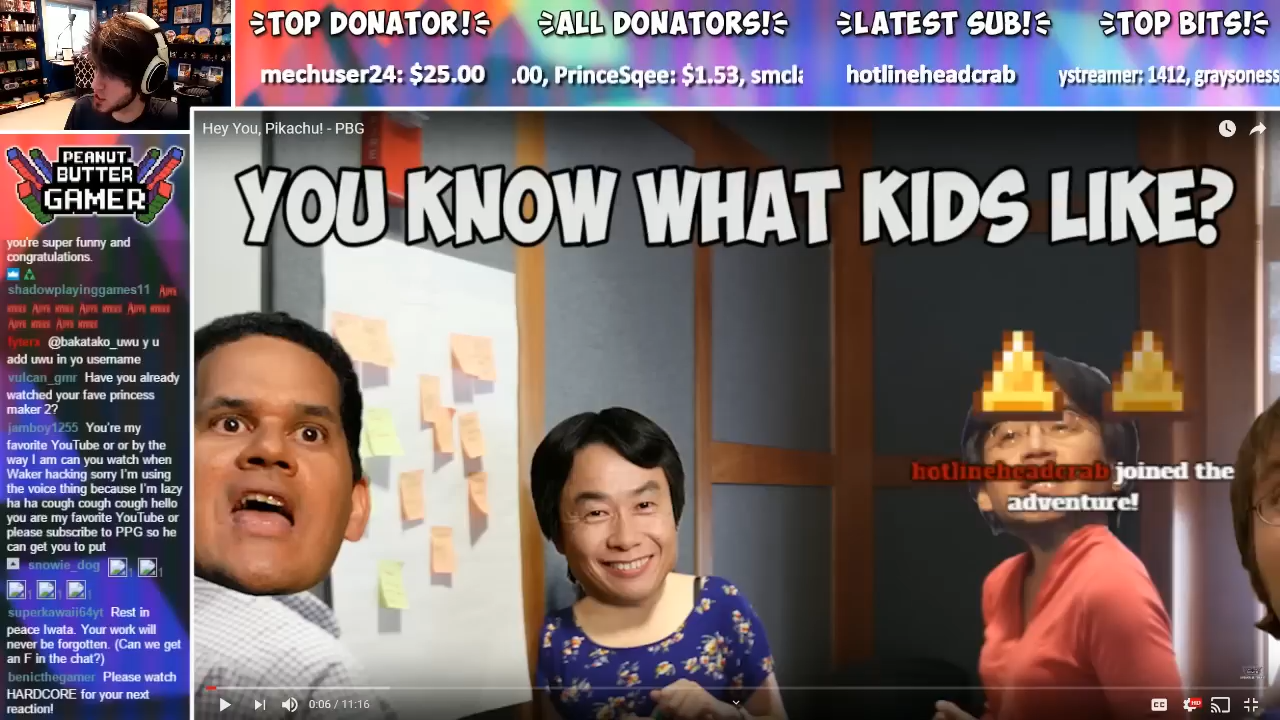 TOP DONATOR!
ALL DONATORS!
LATEST SUB!
TOP BITS!
mechuser24: $25.00
.00, PrinceSqee: $1.53, smcla
hotlineheadcrab
ystreamer: 1412, graysoness
Hey You, Pikachu! - PBG
YOU KNOW WHAT KIDS LIKE?
PEANUT
BUTTER
GAMER
you're super funny and
congratulations.
shadowplayinggames11
@bakatako_uwu y u
add uwu in yo username
vulcan_gmr Have you already
watched your fave princess
maker 2?
jamboy1255 You're my
favorite YouTube or or by the
way I am can you watch when
Waker hacking sorry I'm using
the voice thing because I'm lazy
ha ha cough cough cough hello
you are my favorite YouTube or
please subscribe to PPG so he
can get you to put
snowie_dog
superkawaii64yt Rest in
peace Iwata. Your work will
never be forgotten. (Can we get
an F in the chat?)
benicthegamer Please watch
HARDCORE for your next
reaction!
hotlineheadcrab joined the
adventure!
0:06 / 11:16
CC
HD